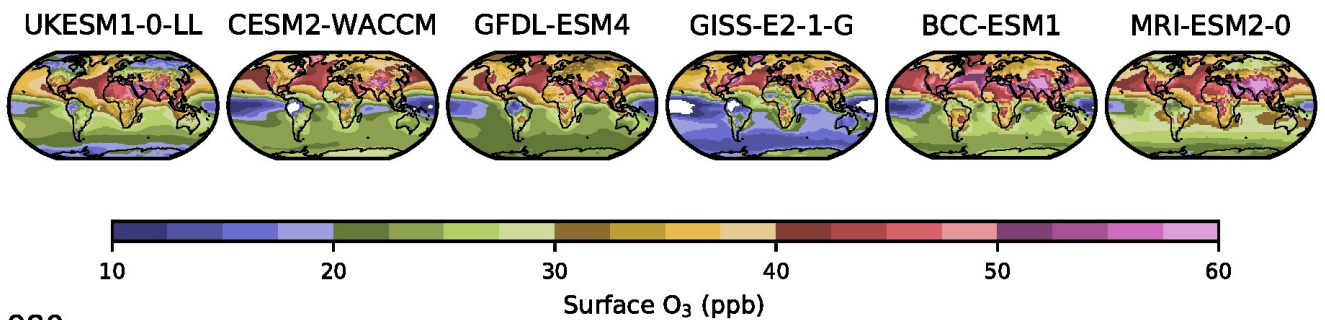 UKESM1-0-LL CESM2-WACCM GFDL-ESM4 GISS-E2-1-G BCC-ESM1 MRI-ESM2-0
10 20 30 40 50 60
Surface O₃ (ppb)